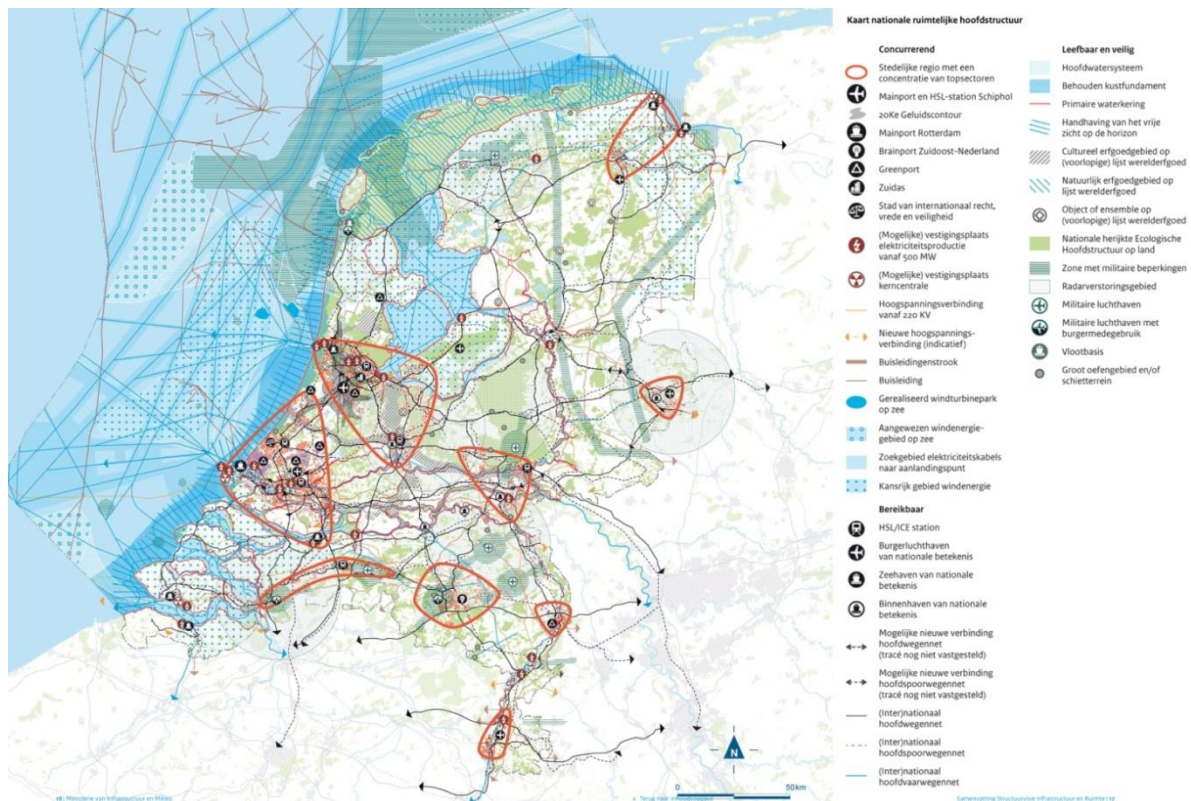 Kaart nationale ruimtelijke hoofdstructuur
Concurrerend
Stedelijke regio met een
concentratie van topsectoren
Mainport en HSL-station Schiphol
20Ke Geluidscontour
Mainport Rotterdam
Brainport Zuidoost-Nederland
Greenport
Zuidas
Stad van internationaal recht,
vrede en veiligheid
(Mogelijke) vestigingsplaats
elektriciteitsproductie
vanaf 500 MW
(Mogelijke) vestigingsplaats
kerncentrale
Hoogspanningsverbinding
vanaf 220 KV
Nieuwe hoogspannings-
verbinding (indicatief)
Buisleidingenstrook
Buisleiding
Gerealiseerd windturbinepark
op zee
Aangewezen windenergie-
gebied op zee
Zoekgebied elektriciteitskabels
naar aanlandingspunt
Kansrijk gebied windenergie
Bereikbaar
HSL/ICE station
Burgerluchthaven
van nationale betekenis
Zeehaven van nationale
betekenis
Binnenhaven van nationale
betekenis
Mogelijke nieuwe verbinding
hoofdwegennet
(tracé nog niet vastgesteld)
Mogelijke nieuwe verbinding
hoofdspoorwegennet
(tracé nog niet vastgesteld)
(Inter)nationaal
hoofdwegennet
(Inter)nationaal
hoofdspoorwegennet
(Inter)nationaal
hoofdvaarwegennet
Leefbaar en veilig
Hoofdwatersysteem
Behouden kustfundament
Primaire waterkering
Handhaving van het vrije
zicht op de horizon
Cultureel erfgoedgebied op
(voorlopige) lijst werelderfgoed
Natuurlijk erfgoedgebied op
lijst werelderfgoed
Object of ensemble op
(voorlopige) lijst werelderfgoed
Nationale herijkte Ecologische
Hoofdstructuur op land
Zone met militaire beperkingen
Radarverstoringsgebied
Militaire luchthaven
Militaire luchthaven met
burgermedegebruik
Vlootbasis
Groot oefengebied en/of
schietterrein
N
0 50 km
Ministerie van Infrastructuur en Milieu
Terug naar
Samenvatting Structuurvisie Infrastructuur en Ruimte